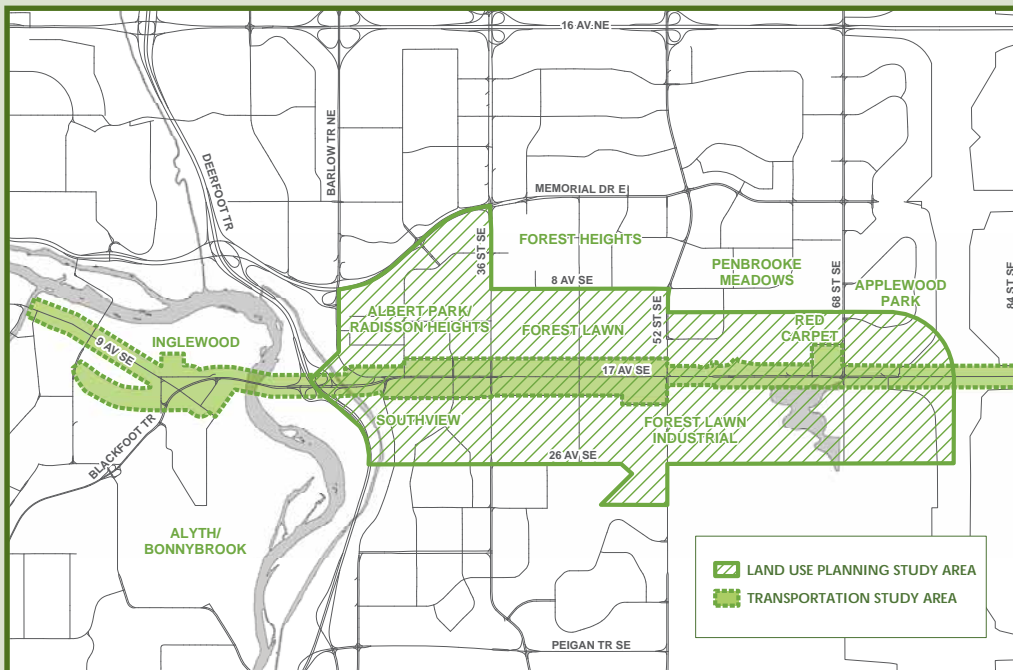 16 AV NE
BARLOW TR NE
DEERFOOT TR
MEMORIAL DR E
36 ST SE
FOREST HEIGHTS
8 AV SE
PENBROOKE
MEADOWS
68 ST SE
APPLEWOOD
PARK
84 ST SE
52 ST SE
ALBERT PARK/
RADISSON HEIGHTS
FOREST LAWN
RED
CARPET
9 AV SE
INGLEWOOD
17 AV SE
SOUTHVIEW
FOREST LAWN
INDUSTRIAL
BLACKFOOT TR
26 AV SE
ALYTH/
BONNYBROOK
LAND USE PLANNING STUDY AREA
TRANSPORTATION STUDY AREA
PEIGAN TR SE